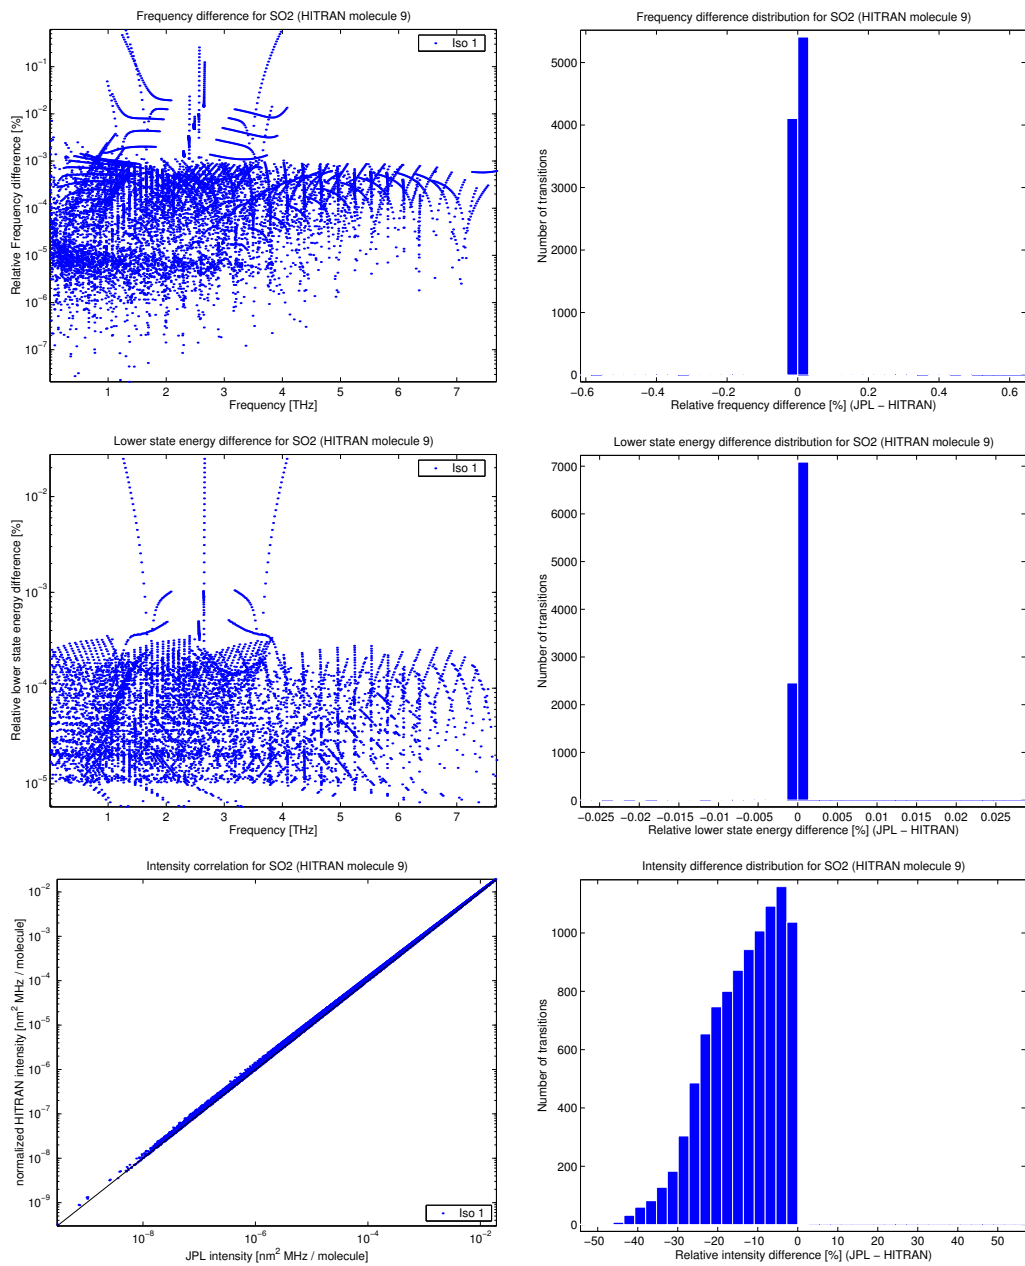 Frequency difference for SO2 (HITRAN molecule 9)
Iso 1
10^-1
10^-2
10^-3
10^-4
10^-5
10^-6
10^-7
Relative Frequency difference [%]
1 2 3 4 5 6 7
Frequency [THz]
Frequency difference distribution for SO2 (HITRAN molecule 9)
5000
4000
3000
2000
1000
0
Number of transitions
−0.6 −0.4 −0.2 0 0.2 0.4 0.6
Relative frequency difference [%] (JPL − HITRAN)
Lower state energy difference for SO2 (HITRAN molecule 9)
Iso 1
10^-2
10^-3
10^-4
10^-5
Relative lower state energy difference [%]
1 2 3 4 5 6 7
Frequency [THz]
Lower state energy difference distribution for SO2 (HITRAN molecule 9)
7000
6000
5000
4000
3000
2000
1000
0
Number of transitions
−0.025 −0.02 −0.015 −0.01 −0.005 0 0.005 0.01 0.015 0.02 0.025
Relative lower state energy difference [%] (JPL − HITRAN)
Intensity correlation for SO2 (HITRAN molecule 9)
10^-2
10^-3
10^-4
10^-5
10^-6
10^-7
10^-8
10^-9
normalized HITRAN intensity [nm^2 MHz / molecule]
Iso 1
10^-8 10^-6 10^-4 10^-2
JPL intensity [nm^2 MHz / molecule]
Intensity difference distribution for SO2 (HITRAN molecule 9)
1000
800
600
400
200
0
Number of transitions
−50 −40 −30 −20 −10 0 10 20 30 40 50
Relative intensity difference [%] (JPL − HITRAN)